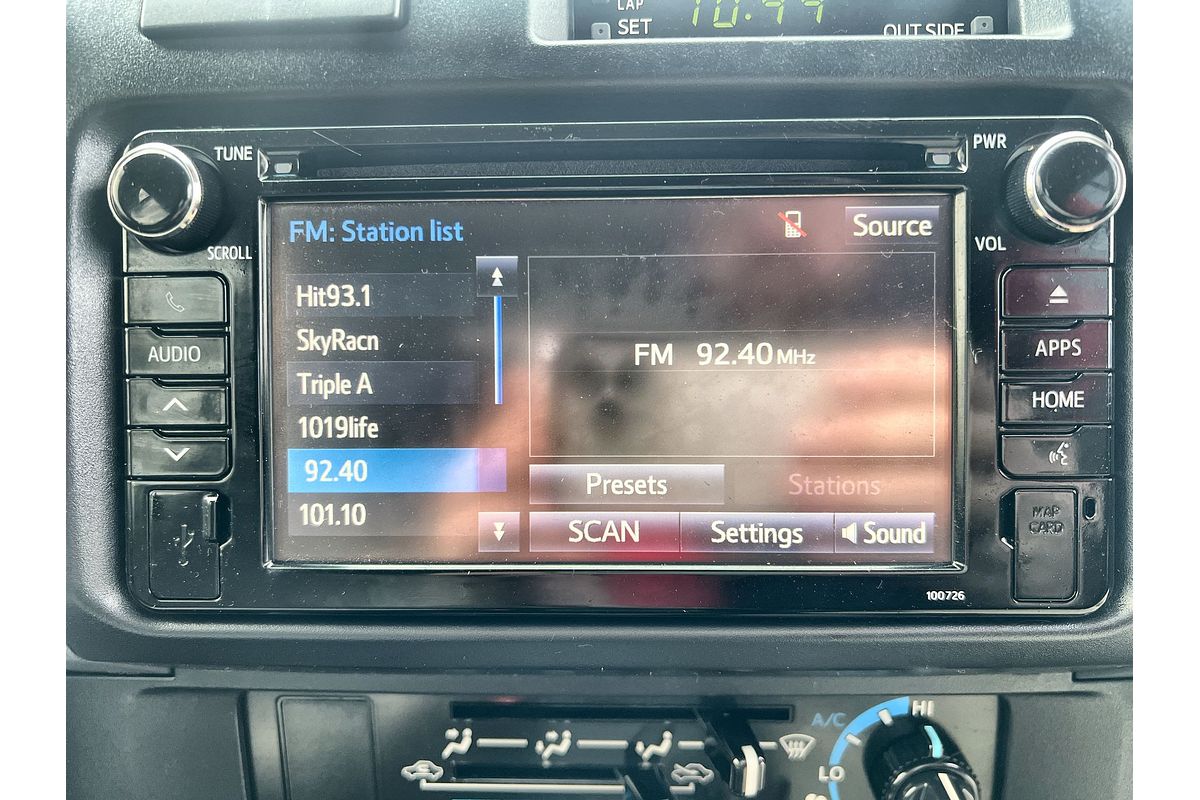 LAP
SET
10:49
OUT SIDE
TUNE
PWR
SCROLL
VOL
FM: Station list
Source
Hit93.1
SkyRacn
Triple A
1019life
92.40
101.10
FM 92.40 MHz
Presets
Stations
SCAN
Settings
Sound
AUDIO
APPS
HOME
MAP
CARD
100726
A/C
HI
LO